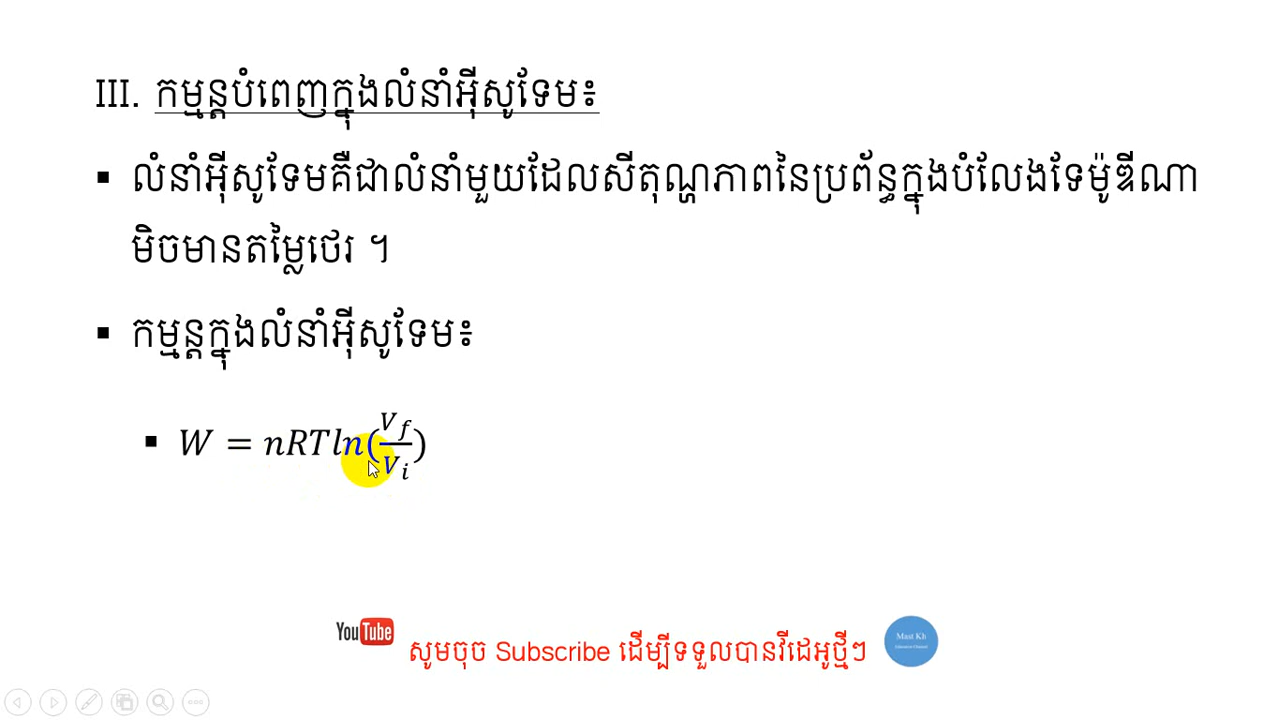 III. កម្មន្តបំពេញក្នុងលំនាំអ៊ីសូទែម៖
▪ លំនាំអ៊ីសូទែមគឺជាលំនាំមួយដែលសីតុណ្ហភាពនៃប្រព័ន្ធក្នុងបំលែងទែម៉ូឌីណា
មិចមានតម្លៃថេរ ។
▪ កម្មន្តក្នុងលំនាំអ៊ីសូទែម៖
▪ W = nRTln(V_f/V_i)
YouTube
សូមចុច Subscribe ដើម្បីទទួលបានវីដេអូថ្មីៗ
Mast Kh